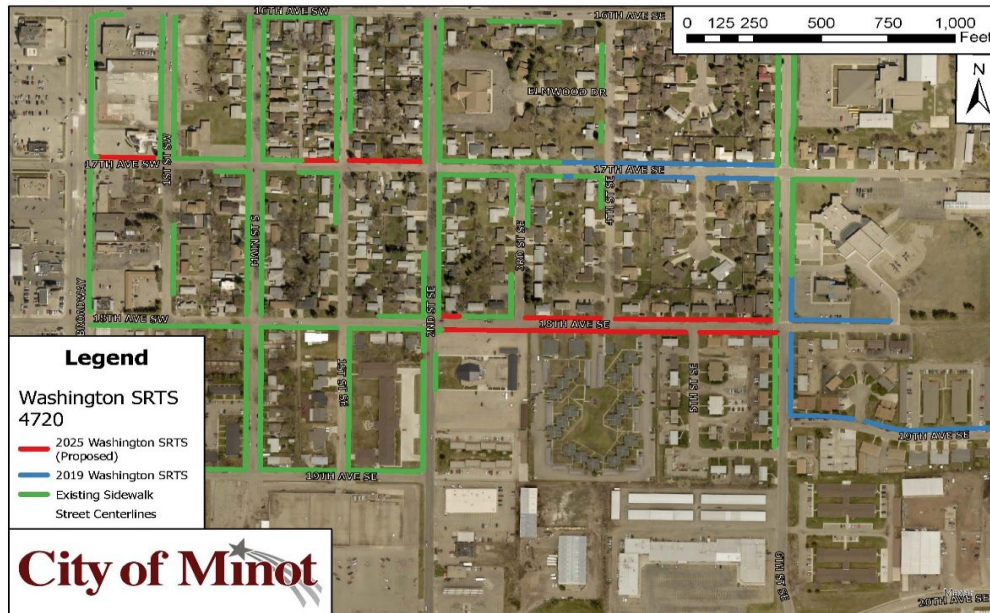 16TH AVE SW
16TH AVE SE
0 125 250 500 750 1,000
Feet
N
ELMWOOD DR
17TH AVE SW
1ST ST SW
17TH AVE SE
4TH ST SE
MAIN ST S
3RD ST SE
BROADWAY
18TH AVE SW
2ND ST SE
18TH AVE SE
Legend
Washington SRTS
4720
2025 Washington SRTS
(Proposed)
2019 Washington SRTS
Existing Sidewalk
Street Centerlines
1ST ST SE
5TH ST SE
19TH AVE SE
19TH AVE SE
City of Minot
6TH ST SE
20TH AVE SE
Maxar